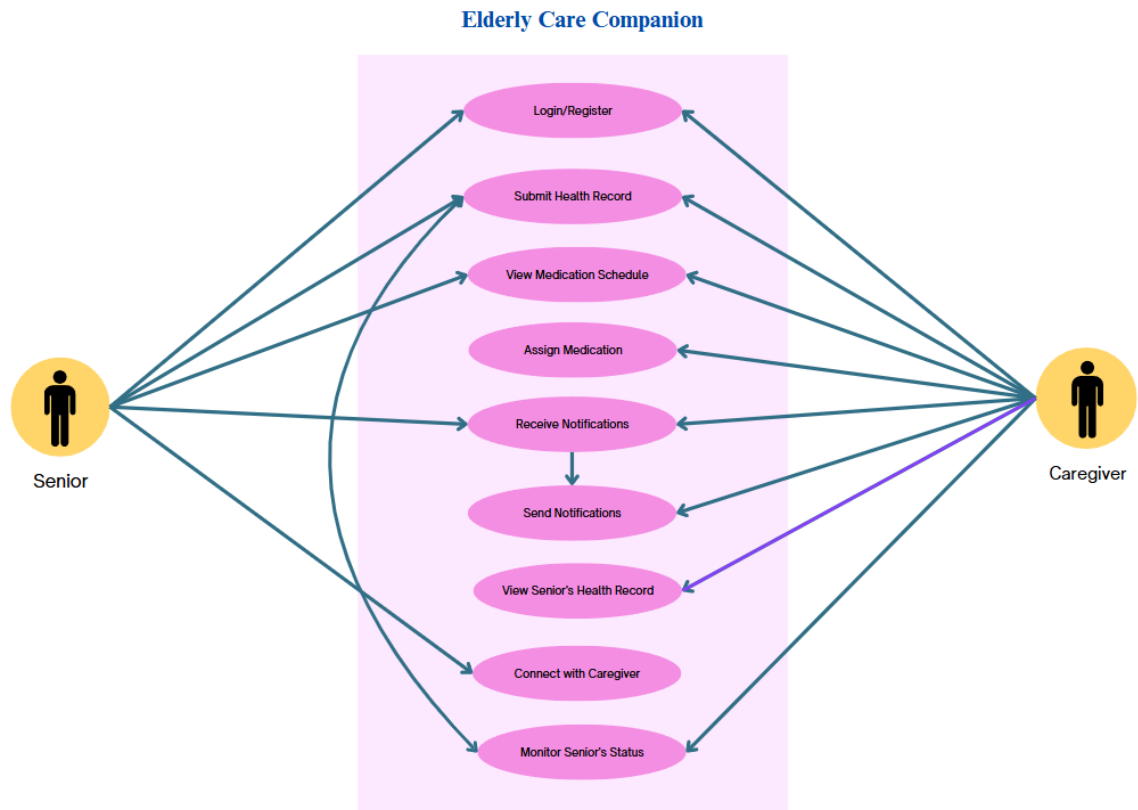 Elderly Care Companion
Login/Register
Submit Health Record
View Medication Schedule
Assign Medication
Receive Notifications
Senior
Caregiver
Send Notifications
View Senior's Health Record
Connect with Caregiver
Monitor Senior's Status